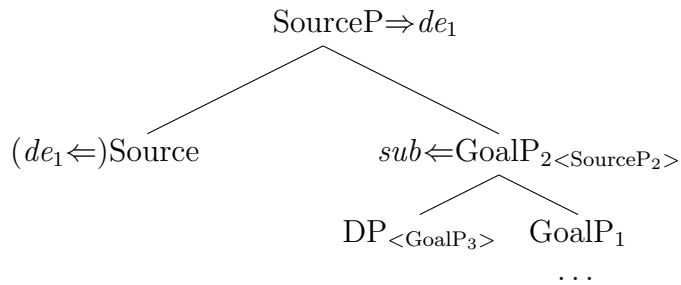 SourceP⇒de₁
(de₁⇐)Source sub⇐GoalP₂<SourceP₂>
DP<GoalP₃> GoalP₁
...